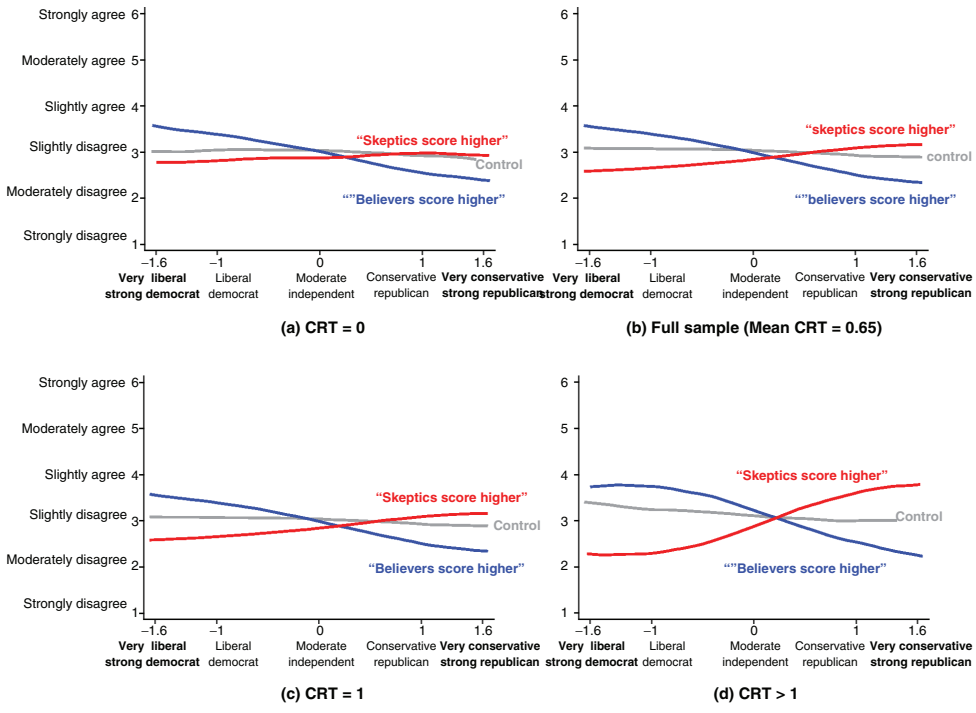 Strongly agree 6
Moderately agree 5
Slightly agree 4
Slightly disagree 3
Moderately disagree 2
Strongly disagree 1
“Skeptics score higher”
Control
“”Believers score higher”
−1.6 −1 0 1 1.6
Very liberal Liberal Moderate Conservative Very conservative
strong democrat democrat independent republican strong republican
(a) CRT = 0
6
5
4
3
2
1
“skeptics score higher”
control
“”believers score higher”
−1.6 −1 0 1 1.6
Very liberal Liberal Moderate Conservative Very conservative
strong democrat democrat independent republican strong republican
(b) Full sample (Mean CRT = 0.65)
Strongly agree 6
Moderately agree 5
Slightly agree 4
Slightly disagree 3
Moderately disagree 2
Strongly disagree 1
“Skeptics score higher”
Control
“Believers score higher”
−1.6 −1 0 1 1.6
Very liberal Liberal Moderate Conservative Very conservative
strong democrat democrat independent republican strong republican
(c) CRT = 1
6
5
4
3
2
1
“Skeptics score higher”
Control
“”Believers score higher”
−1.6 −1 0 1 1.6
Very liberal Liberal Moderate Conservative Very conservative
strong democrat democrat independent republican strong republican
(d) CRT > 1